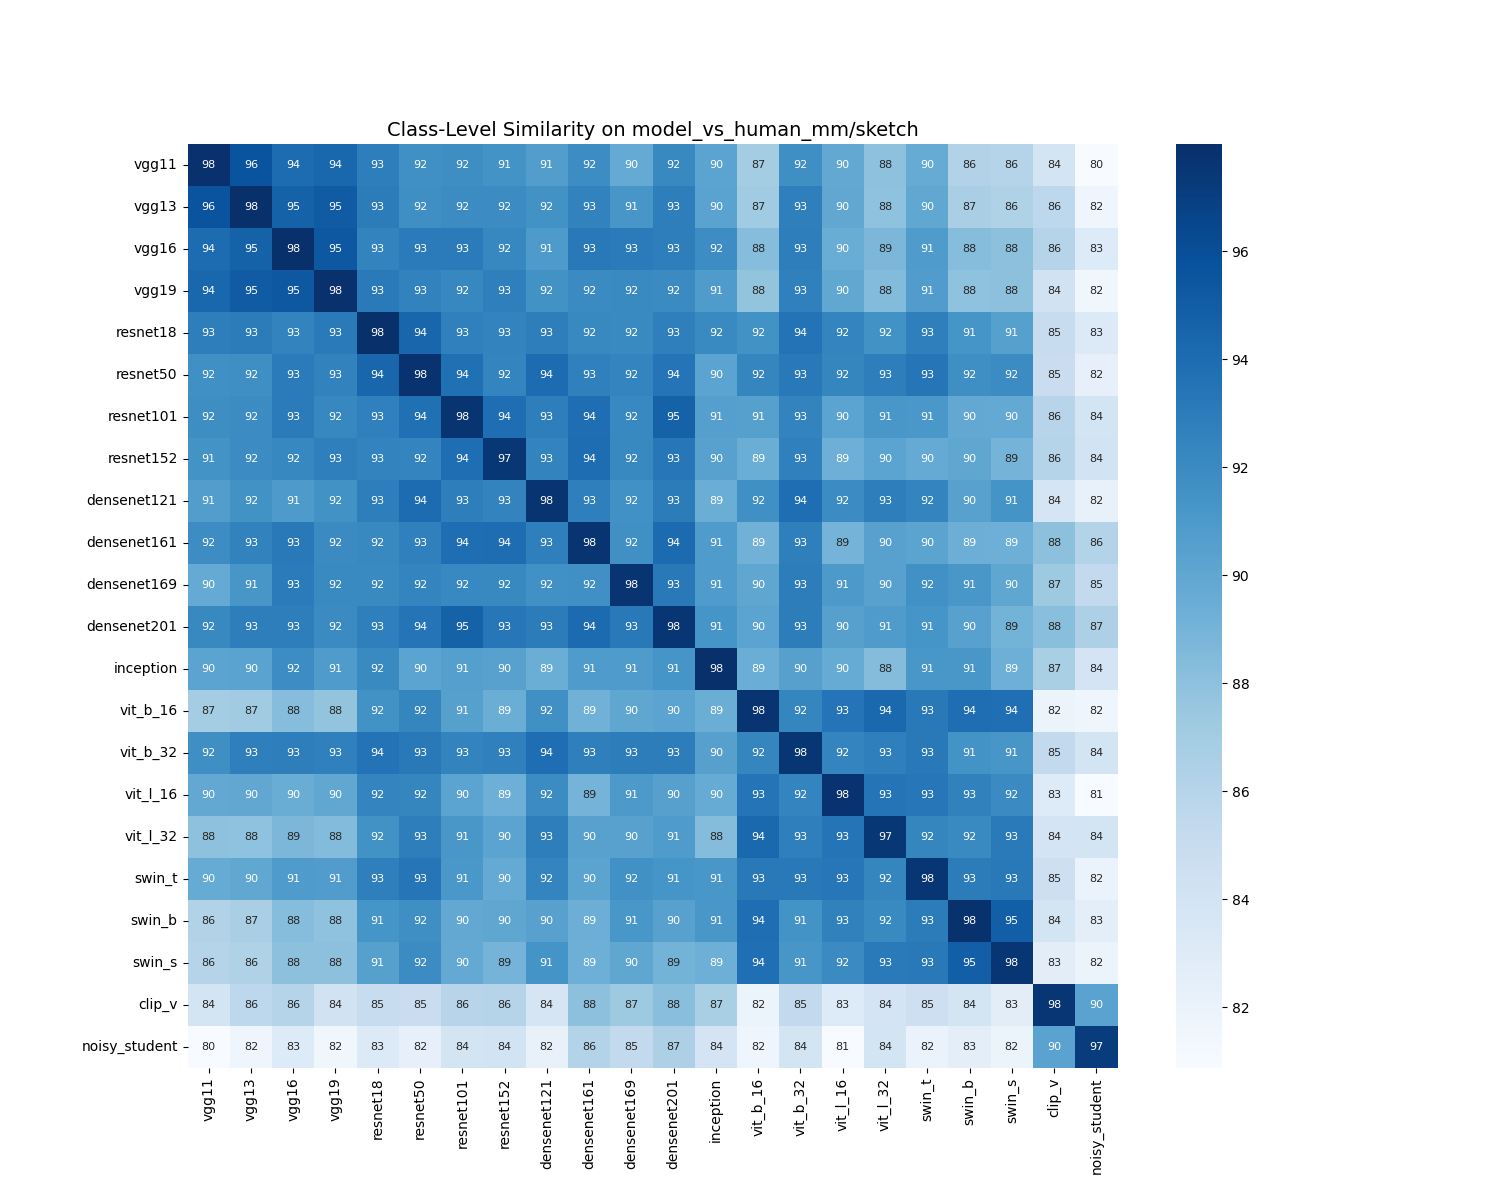 Class-Level Similarity on model_vs_human_mm/sketch
vgg11 98 96 94 94 93 92 92 91 91 92 90 92 90 87 92 90 88 90 86 86 84 80
vgg13 96 98 95 95 93 92 92 92 92 93 91 93 90 87 93 90 88 90 87 86 86 82
vgg16 94 95 98 95 93 93 93 92 91 93 93 93 92 88 93 90 89 91 88 88 86 83
vgg19 94 95 95 98 93 93 92 93 92 92 92 92 91 88 93 90 88 91 88 88 84 82
resnet18 93 93 93 93 98 94 93 93 93 92 92 93 92 92 94 92 92 93 91 91 85 83
resnet50 92 92 93 93 94 98 94 92 94 93 92 94 90 92 93 92 93 93 92 92 85 82
resnet101 92 92 93 92 93 94 98 94 93 94 92 95 91 91 93 90 91 91 90 90 86 84
resnet152 91 92 92 93 93 92 94 97 93 94 92 93 90 89 93 89 90 90 90 89 86 84
densenet121 91 92 91 92 93 94 93 93 98 93 92 93 89 92 94 92 93 92 90 91 84 82
densenet161 92 93 93 92 92 93 94 94 93 98 92 94 91 89 93 89 90 90 89 89 88 86
densenet169 90 91 93 92 92 92 92 92 92 92 98 93 91 90 93 91 90 92 91 90 87 85
densenet201 92 93 93 92 93 94 95 93 93 94 93 98 91 90 93 90 91 91 90 89 88 87
inception 90 90 92 91 92 90 91 90 89 91 91 91 98 89 90 90 88 91 91 89 87 84
vit_b_16 87 87 88 88 92 92 91 89 92 89 90 90 89 98 92 93 94 93 94 94 82 82
vit_b_32 92 93 93 93 94 93 93 93 94 93 93 93 90 92 98 92 93 93 91 91 85 84
vit_l_16 90 90 90 90 92 92 90 89 92 89 91 90 90 93 92 98 93 93 93 92 83 81
vit_l_32 88 88 89 88 92 93 91 90 93 90 90 91 88 94 93 93 97 92 92 93 84 84
swin_t 90 90 91 91 93 93 91 90 92 90 92 91 91 93 93 93 92 98 93 93 85 82
swin_b 86 87 88 88 91 92 90 90 90 89 91 90 91 94 91 93 92 93 98 95 84 83
swin_s 86 86 88 88 91 92 90 89 91 89 90 89 89 94 91 92 93 93 95 98 83 82
clip_v 84 86 86 84 85 85 86 86 84 88 87 88 87 82 85 83 84 85 84 83 98 90
noisy_student 80 82 83 82 83 82 84 84 82 86 85 87 84 82 84 81 84 82 83 82 90 97
vgg11 vgg13 vgg16 vgg19 resnet18 resnet50 resnet101 resnet152 densenet121 densenet161 densenet169 densenet201 inception vit_b_16 vit_b_32 vit_l_16 vit_l_32 swin_t swin_b swin_s clip_v noisy_student
96
94
92
90
88
86
84
82